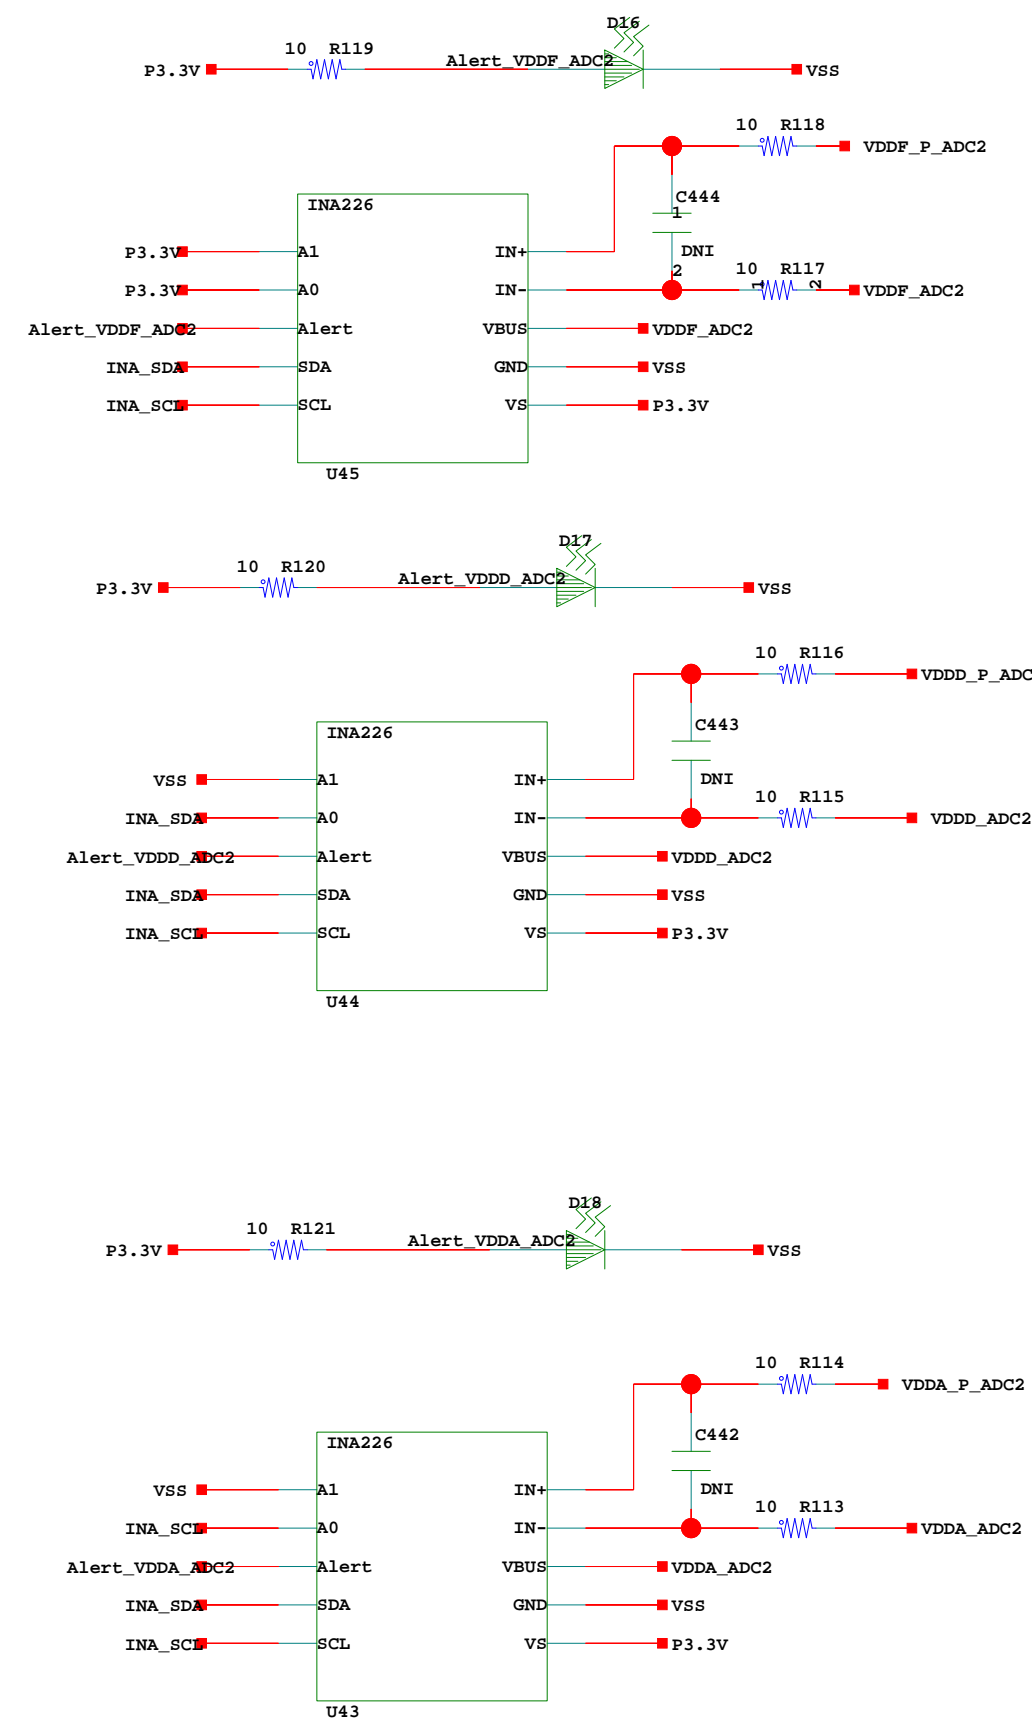 D16
10 R119
P3.3V
Alert_VDDF_ADC2
VSS
10 R118
VDDF_P_ADC2
C444
1
DNI
2
10 R117
1 2
VDDF_ADC2
INA226
P3.3V A1 IN+
P3.3V A0 IN-
Alert_VDDF_ADC2 Alert VBUS VDDF_ADC2
INA_SDA SDA GND VSS
INA_SCL SCL VS P3.3V
U45
D17
10 R120
P3.3V
Alert_VDDD_ADC2
VSS
10 R116
VDDD_P_ADC
C443
DNI
10 R115
VDDD_ADC2
INA226
VSS A1 IN+
INA_SDA A0 IN-
Alert_VDDD_ADC2 Alert VBUS VDDD_ADC2
INA_SDA SDA GND VSS
INA_SCL SCL VS P3.3V
U44
D18
10 R121
P3.3V
Alert_VDDA_ADC2
VSS
10 R114
VDDA_P_ADC2
C442
DNI
10 R113
VDDA_ADC2
INA226
VSS A1 IN+
INA_SCL A0 IN-
Alert_VDDA_ADC2 Alert VBUS VDDA_ADC2
INA_SDA SDA GND VSS
INA_SCL SCL VS P3.3V
U43